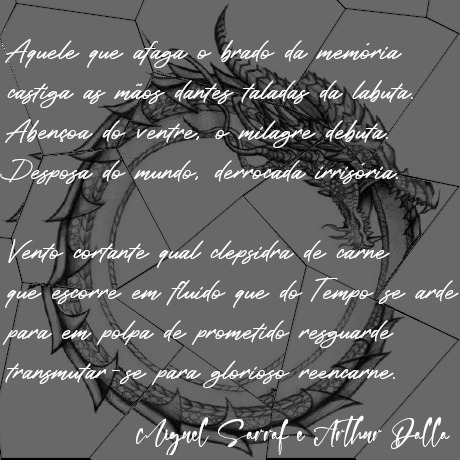 Aquele que afaga o brado da memória
castiga as mãos dantes taladas da labuta.
Abençoa do ventre, o milagre debuta.
Desposa do mundo, derrocada irrisória.
Vento cortante qual clepsidra de carne
que escorre em fluido que do Tempo se arde
para em polpa de prometido resguarde
transmutar-se para glorioso reencarne.
Miguel Sarraf e Arthur Dalla